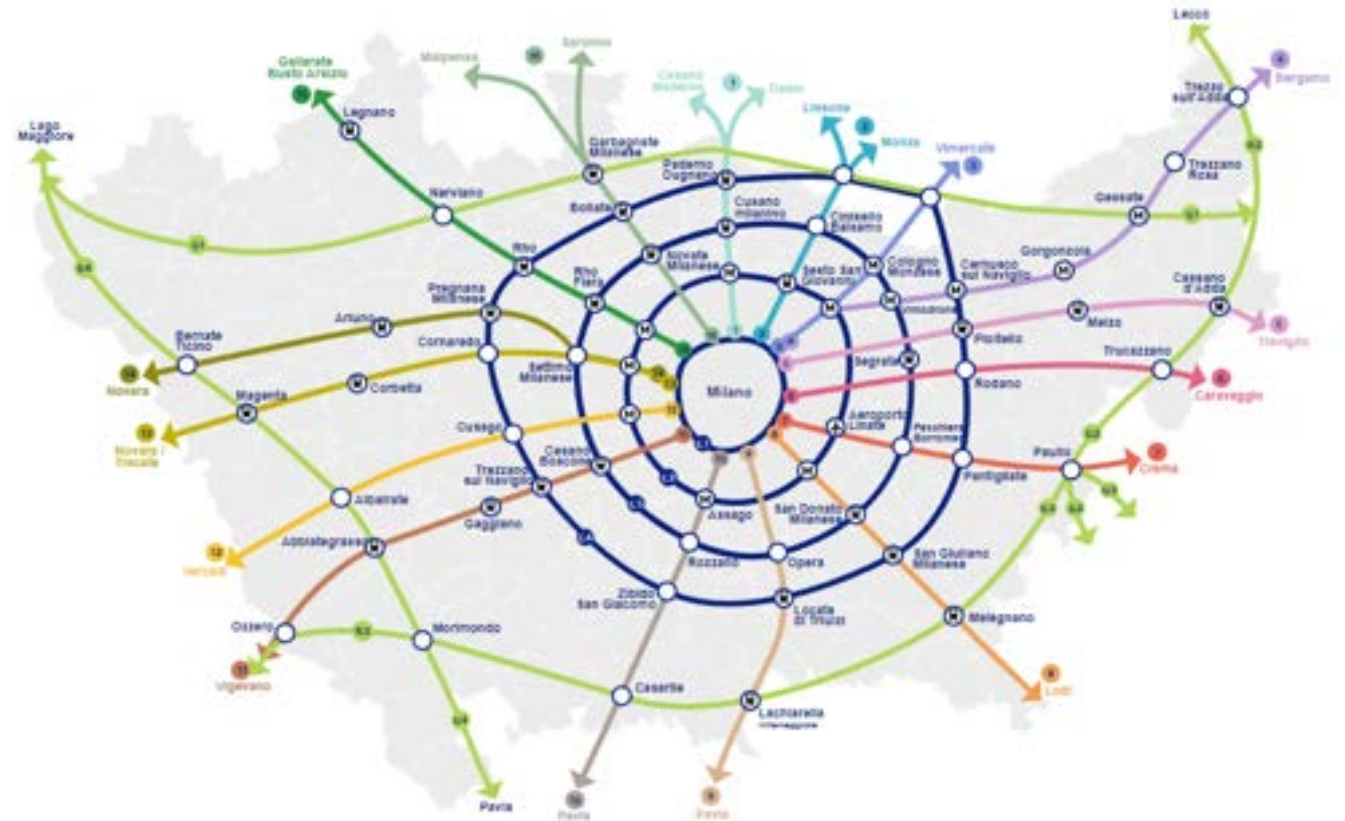 Lecco
Saronno
Malpensa
Gallarate
Busto Arsizio
Cesano
Maderno
Desio
Bergamo
Trezzo
sull'Adda
Lissone
Monza
Legnano
Lago
Maggiore
Garbagnate
Milanese
Paderno
Dugnano
Vimercate
Trezzano
Rosa
Nerviano
Bollate
Cusano
Milanino
Cinisello
Balsamo
Gessate
Rho
Novate
Milanese
Sesto San
Giovanni
Cologno
Monzese
Gorgonzola
Cernusco
sul Naviglio
Pregnana
Milanese
Rho
Fiera
Cassano
d'Adda
Arluno
Melzo
Pioltello
Treviglio
Bernate
Ticino
Cornaredo
Settimo
Milanese
Segrate
Truccazzano
Rodano
Novara
Magenta
Corbetta
Milano
Caravaggio
Novara /
Trecate
Cusago
Cesano
Boscone
Aeroporto
Linate
Peschiera
Borromeo
Paullo
Crema
Pantigliate
Trezzano
sul Naviglio
Albairate
Gaggiano
Assago
San Donato
Milanese
Abbiategrasso
Vercelli
Rozzano
Opera
San Giuliano
Milanese
Zibido
San Giacomo
Locate
di Triulzi
Ozzero
Morimondo
Melegnano
Vigevano
Casarile
Lacchiarella
Lodi
Pavia
Pavia
Pavia